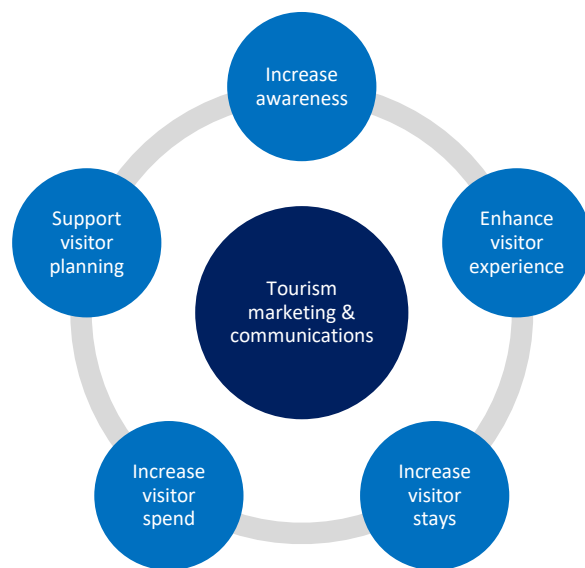 Increase
awareness
Enhance
visitor
experience
Increase
visitor
stays
Increase
visitor
spend
Support
visitor
planning
Tourism
marketing &
communications